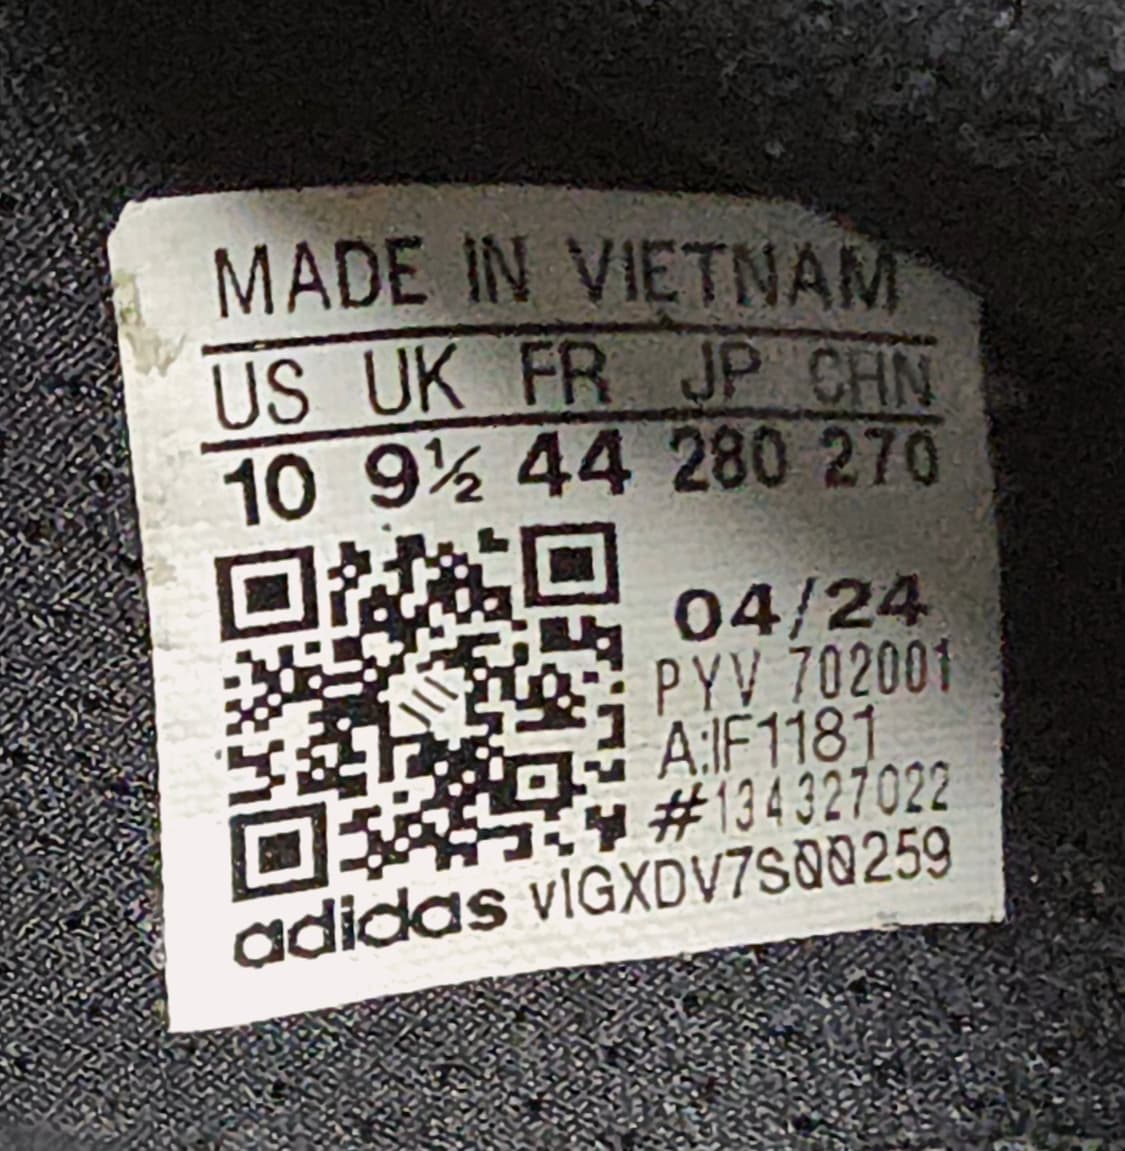 MADE IN VIETNAM
US UK FR JP CHN
10 9½ 44 280 270
04/24
PYV 702001
A:IF1181
#134327022
adidas vIGXDV7S00259